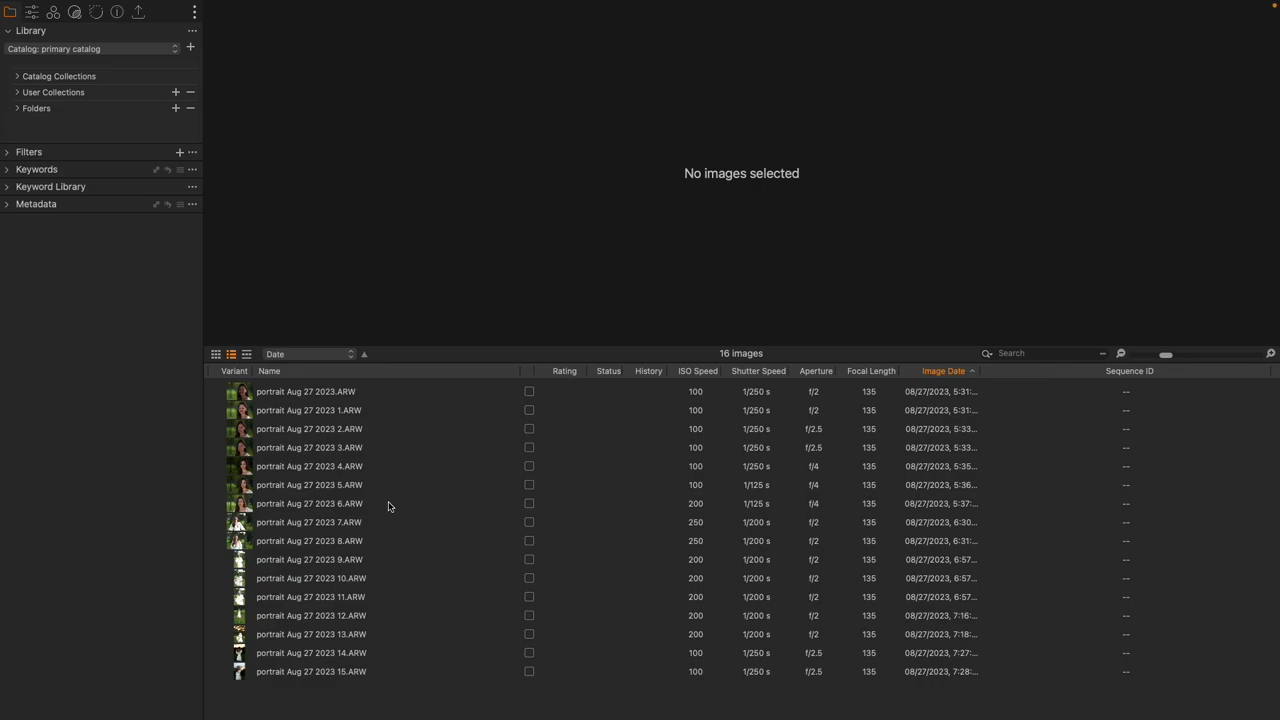 Library
Catalog: primary catalog
Catalog Collections
User Collections
Folders
Filters
Keywords
Keyword Library
Metadata
No images selected
Date 16 images Search
Variant Name Rating Status History ISO Speed Shutter Speed Aperture Focal Length Image Date Sequence ID
portrait Aug 27 2023.ARW 100 1/250 s f/2 135 08/27/2023, 5:31:... --
portrait Aug 27 2023 1.ARW 100 1/250 s f/2 135 08/27/2023, 5:31:... --
portrait Aug 27 2023 2.ARW 100 1/250 s f/2.5 135 08/27/2023, 5:33... --
portrait Aug 27 2023 3.ARW 100 1/250 s f/2.5 135 08/27/2023, 5:33... --
portrait Aug 27 2023 4.ARW 100 1/250 s f/4 135 08/27/2023, 5:35... --
portrait Aug 27 2023 5.ARW 100 1/125 s f/4 135 08/27/2023, 5:36... --
portrait Aug 27 2023 6.ARW 200 1/125 s f/4 135 08/27/2023, 5:37:... --
portrait Aug 27 2023 7.ARW 250 1/200 s f/2 135 08/27/2023, 6:30... --
portrait Aug 27 2023 8.ARW 250 1/200 s f/2 135 08/27/2023, 6:31:... --
portrait Aug 27 2023 9.ARW 200 1/200 s f/2 135 08/27/2023, 6:57... --
portrait Aug 27 2023 10.ARW 200 1/200 s f/2 135 08/27/2023, 6:57... --
portrait Aug 27 2023 11.ARW 200 1/200 s f/2 135 08/27/2023, 6:57... --
portrait Aug 27 2023 12.ARW 200 1/200 s f/2 135 08/27/2023, 7:16:... --
portrait Aug 27 2023 13.ARW 200 1/200 s f/2 135 08/27/2023, 7:18:... --
portrait Aug 27 2023 14.ARW 100 1/250 s f/2.5 135 08/27/2023, 7:27:... --
portrait Aug 27 2023 15.ARW 100 1/250 s f/2.5 135 08/27/2023, 7:28:... --